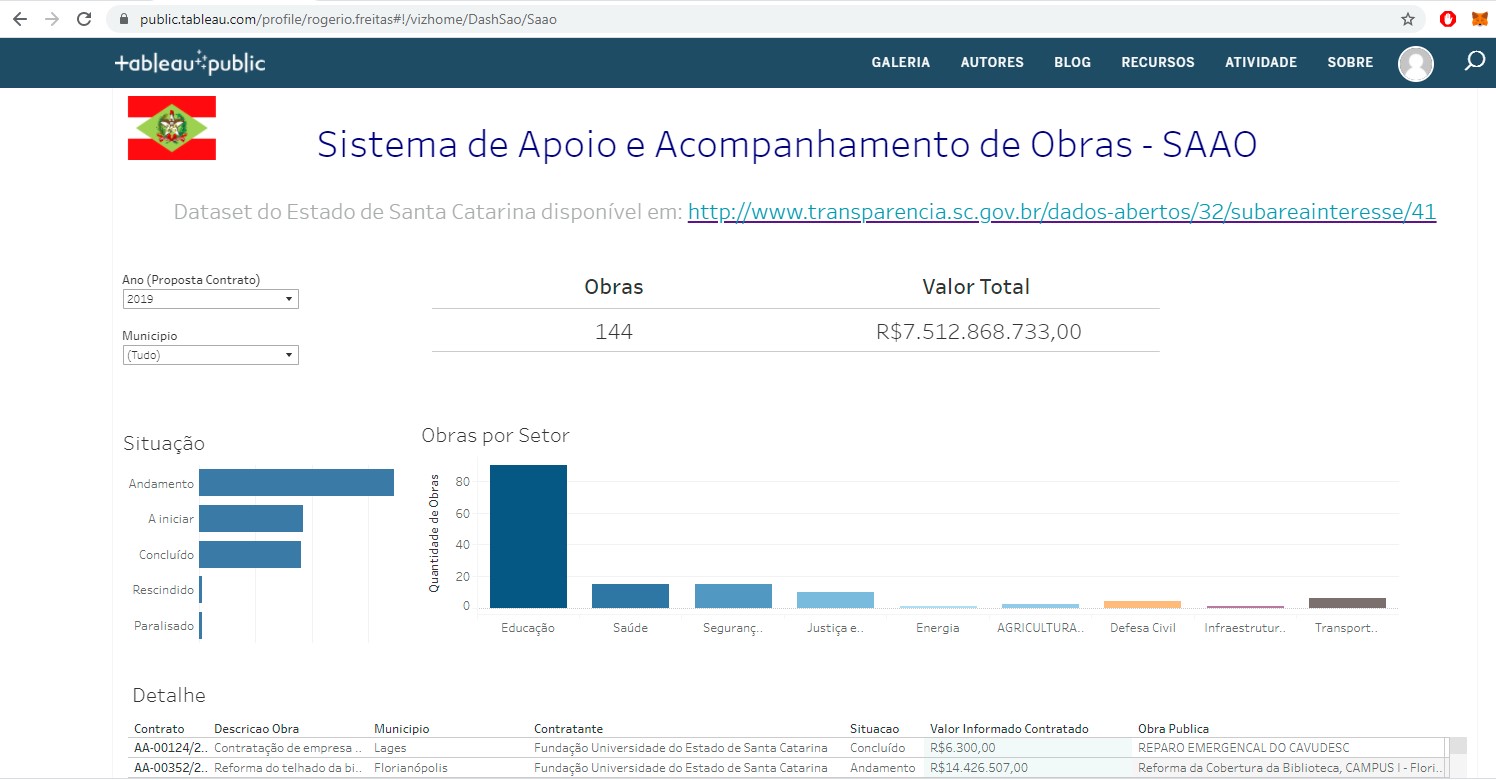 public.tableau.com/profile/rogerio.freitas#!/vizhome/DashSao/Saao
+ableau public GALERIA AUTORES BLOG RECURSOS ATIVIDADE SOBRE
Sistema de Apoio e Acompanhamento de Obras - SAAO
Dataset do Estado de Santa Catarina disponível em: http://www.transparencia.sc.gov.br/dados-abertos/32/subareainteresse/41
Ano (Proposta Contrato)
2019
Municipio
(Tudo)
Obras Valor Total
144 R$7.512.868.733,00
Situação
Andamento
A iniciar
Concluído
Rescindido
Paralisado
Obras por Setor
Quantidade de Obras
80
60
40
20
0
Educação Saúde Seguranç.. Justiça e.. Energia AGRICULTURA.. Defesa Civil Infraestrutur.. Transport..
Detalhe
Contrato Descricao Obra Municipio Contratante Situacao Valor Informado Contratado Obra Publica
AA-00124/2.. Contratação de empresa .. Lages Fundação Universidade do Estado de Santa Catarina Concluído R$6.300,00 REPARO EMERGENCAL DO CAVUDESC
AA-00352/2.. Reforma do telhado da bi.. Florianópolis Fundação Universidade do Estado de Santa Catarina Andamento R$14.426.507,00 Reforma da Cobertura da Biblioteca, CAMPUS I - Flori..